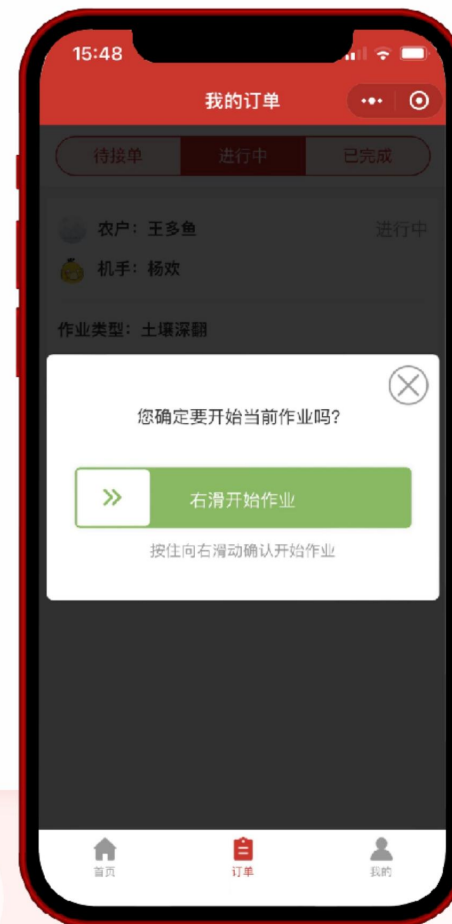 15:48
我的订单
待接单
进行中
已完成
农户：王多鱼
进行中
机手：杨欢
作业类型：土壤深翻
您确定要开始当前作业吗?
右滑开始作业
按住向右滑动确认开始作业
首页
订单
我的